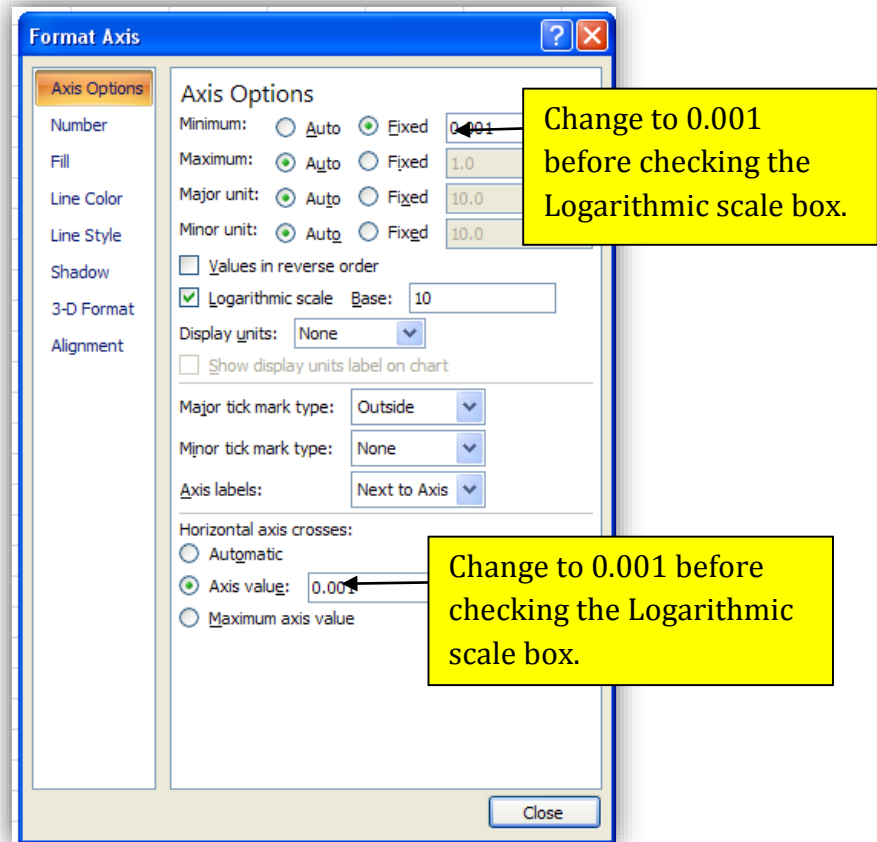 Format Axis
Axis Options
Number
Fill
Line Color
Line Style
Shadow
3-D Format
Alignment
Axis Options
Minimum: Auto Fixed 0.001
Maximum: Auto Fixed 1.0
Major unit: Auto Fixed 10.0
Minor unit: Auto Fixed 10.0
Values in reverse order
Logarithmic scale Base: 10
Display units: None
Show display units label on chart
Major tick mark type: Outside
Minor tick mark type: None
Axis labels: Next to Axis
Horizontal axis crosses:
Automatic
Axis value: 0.001
Maximum axis value
Close
Change to 0.001
before checking the
Logarithmic scale box.
Change to 0.001 before
checking the Logarithmic
scale box.